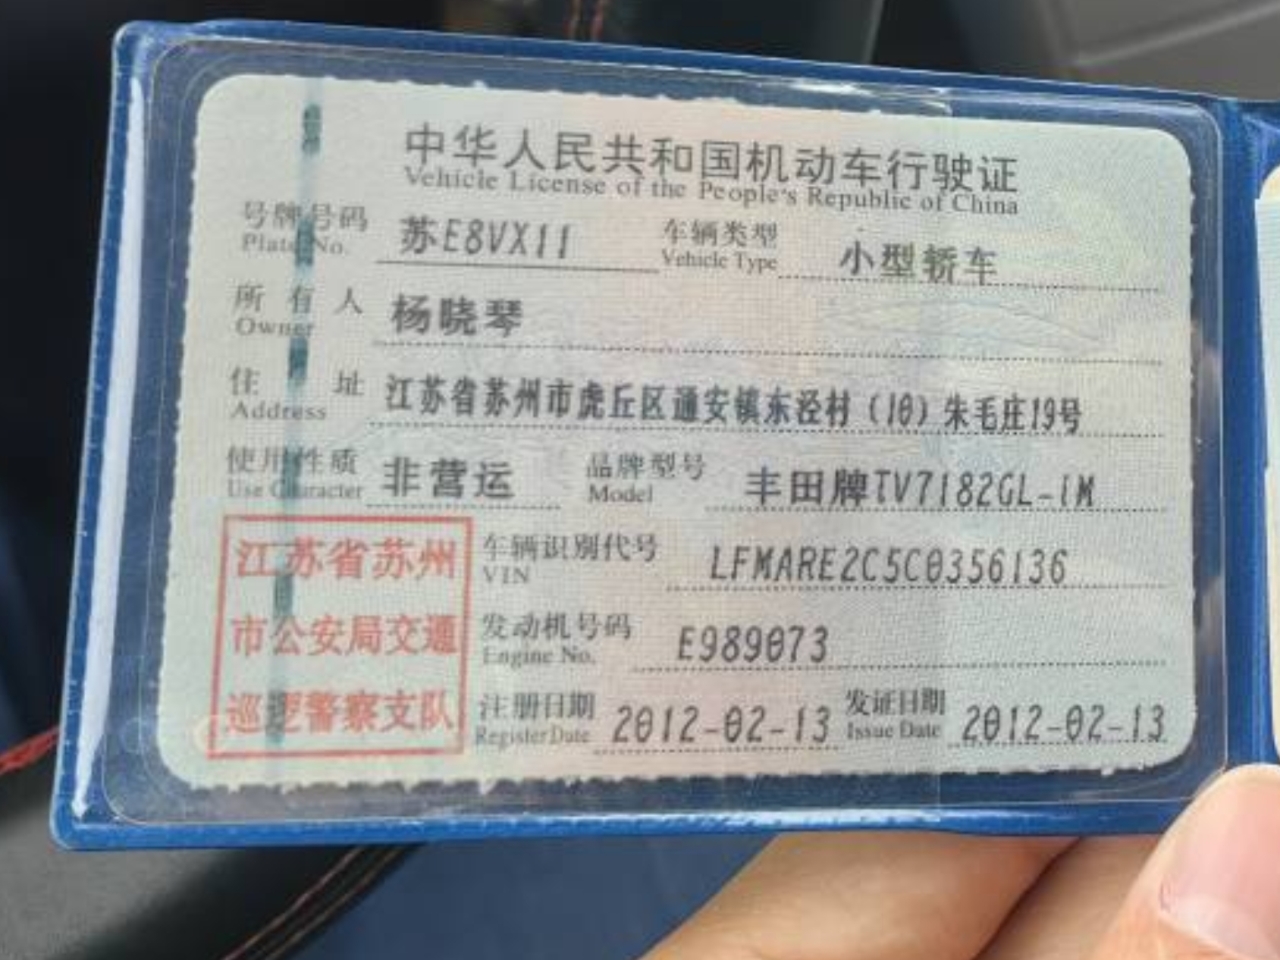 中华人民共和国机动车行驶证
Vehicle License of the People's Republic of China
号牌号码 苏E8VX11 车辆类型 小型轿车
Plate No. Vehicle Type
所有人 杨晓琴
Owner
住址 江苏省苏州市虎丘区通安镇东泾村(10)朱毛庄19号
Address
使用性质 非营运 品牌型号 丰田牌TV7182GL-IM
Use Character Model
江苏省苏州
市公安局交通
巡逻警察支队
车辆识别代号 LFMARE2C5C0356136
VIN
发动机号码 E989073
Engine No.
注册日期 2012-02-13 发证日期 2012-02-13
Register Date Issue Date